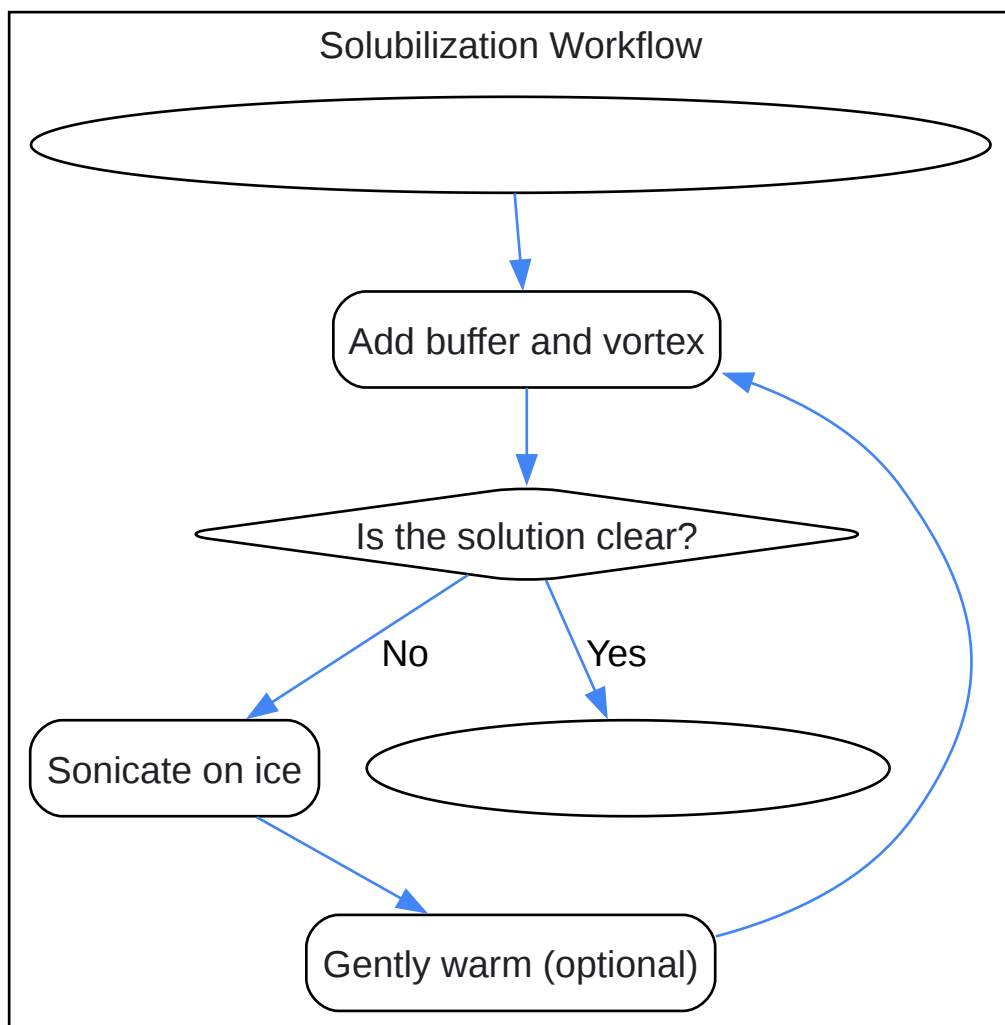 Solubilization Workflow
Add buffer and vortex
Is the solution clear?
No
Yes
Sonicate on ice
Gently warm (optional)